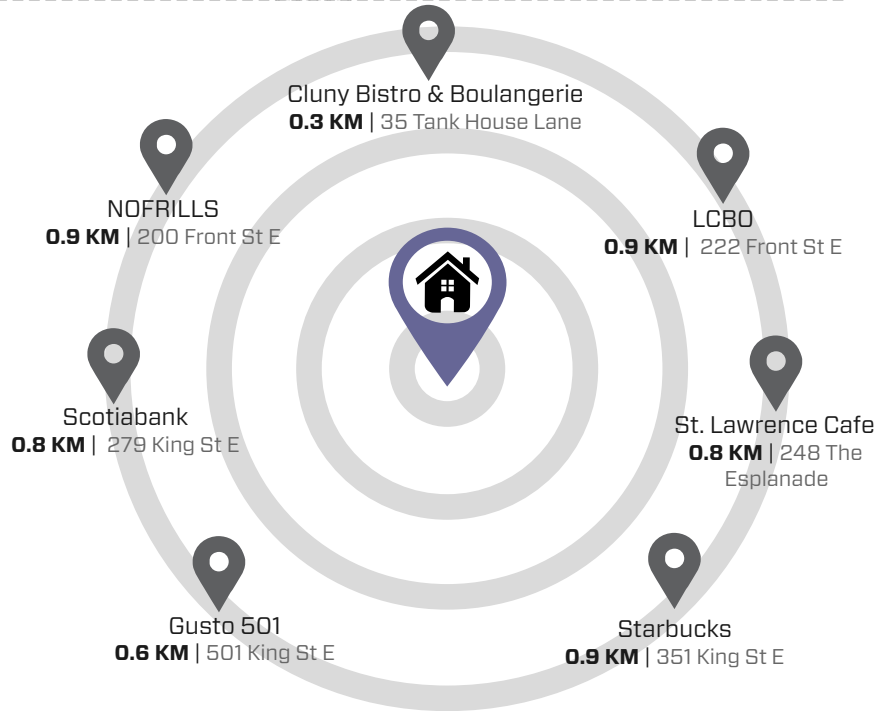 Cluny Bistro & Boulangerie
0.3 KM | 35 Tank House Lane
NOFRILLS
0.9 KM | 200 Front St E
LCBO
0.9 KM | 222 Front St E
Scotiabank
0.8 KM | 279 King St E
St. Lawrence Cafe
0.8 KM | 248 The
Esplanade
Gusto 501
0.6 KM | 501 King St E
Starbucks
0.9 KM | 351 King St E